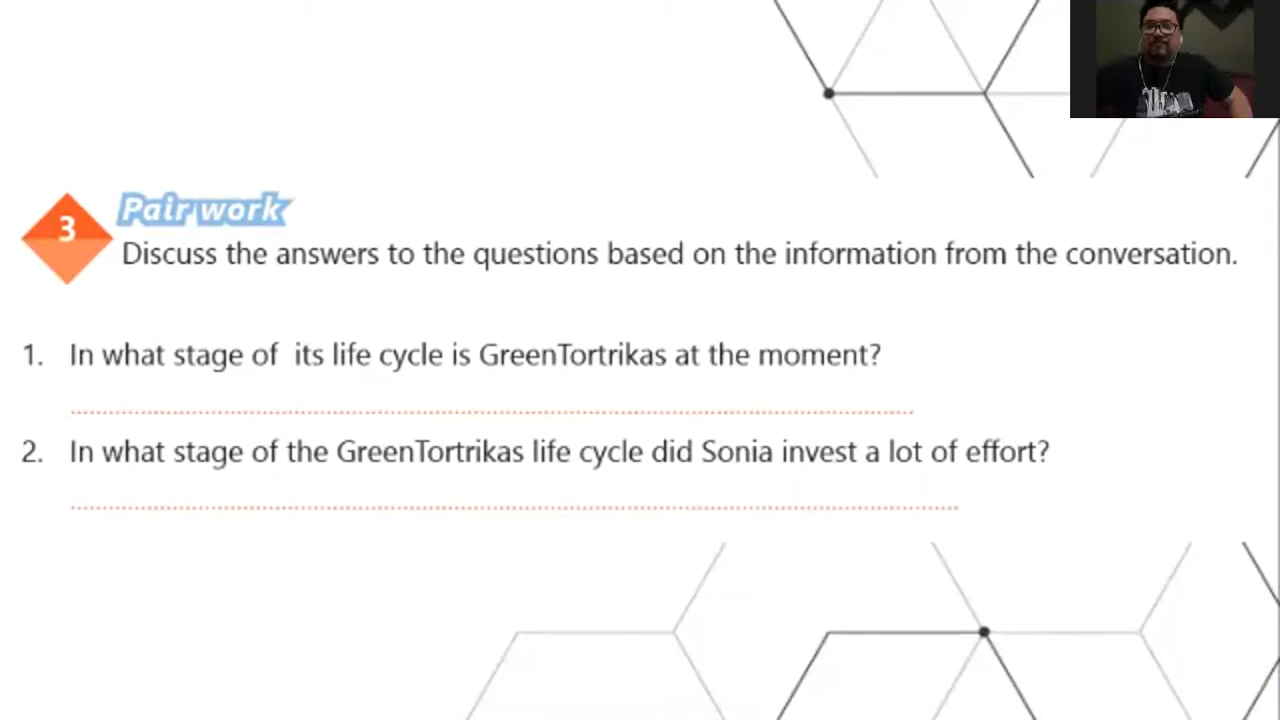 3
Pair work
Discuss the answers to the questions based on the information from the conversation.
1. In what stage of its life cycle is GreenTortrikas at the moment?
2. In what stage of the GreenTortrikas life cycle did Sonia invest a lot of effort?